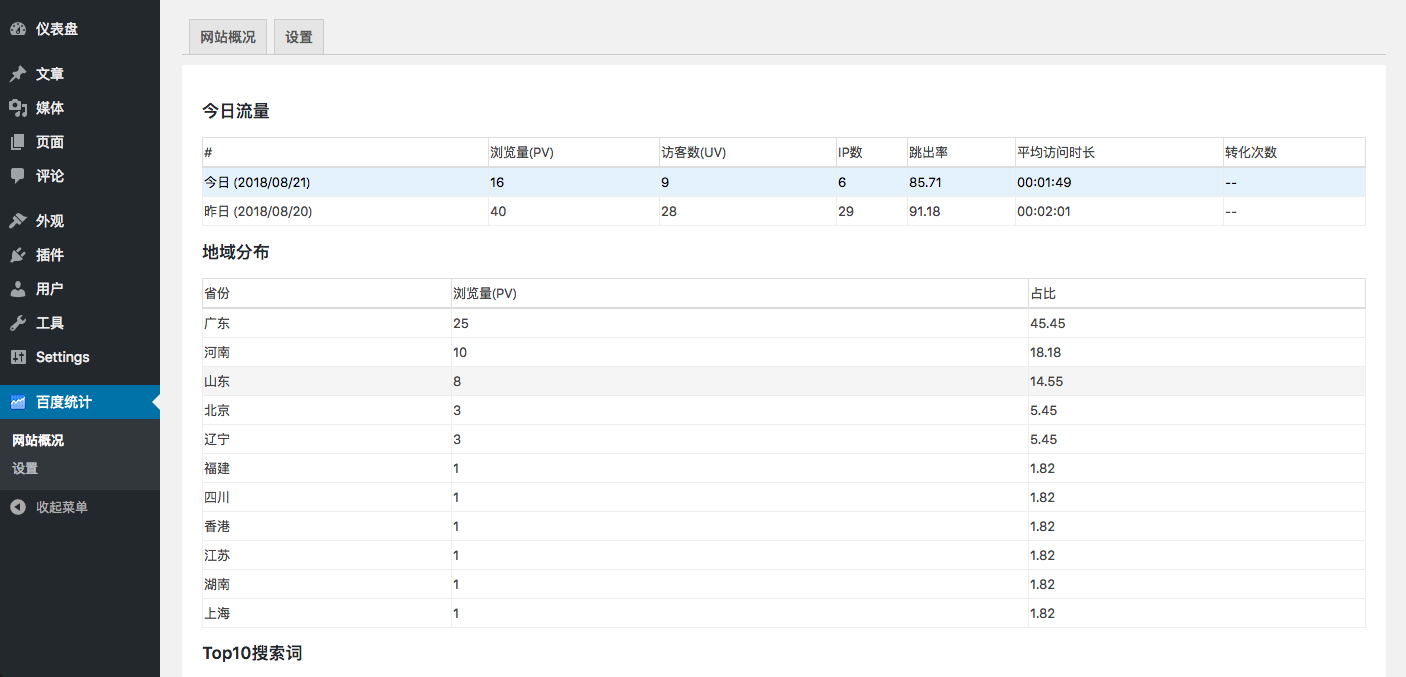 仪表盘
文章
媒体
页面
评论
外观
插件
用户
工具
Settings
百度统计
网站概况
设置
收起菜单
网站概况 设置
今日流量
# 浏览量(PV) 访客数(UV) IP数 跳出率 平均访问时长 转化次数
今日 (2018/08/21) 16 9 6 85.71 00:01:49 --
昨日 (2018/08/20) 40 28 29 91.18 00:02:01 --
地域分布
省份 浏览量(PV) 占比
广东 25 45.45
河南 10 18.18
山东 8 14.55
北京 3 5.45
辽宁 3 5.45
福建 1 1.82
四川 1 1.82
香港 1 1.82
江苏 1 1.82
湖南 1 1.82
上海 1 1.82
Top10搜索词